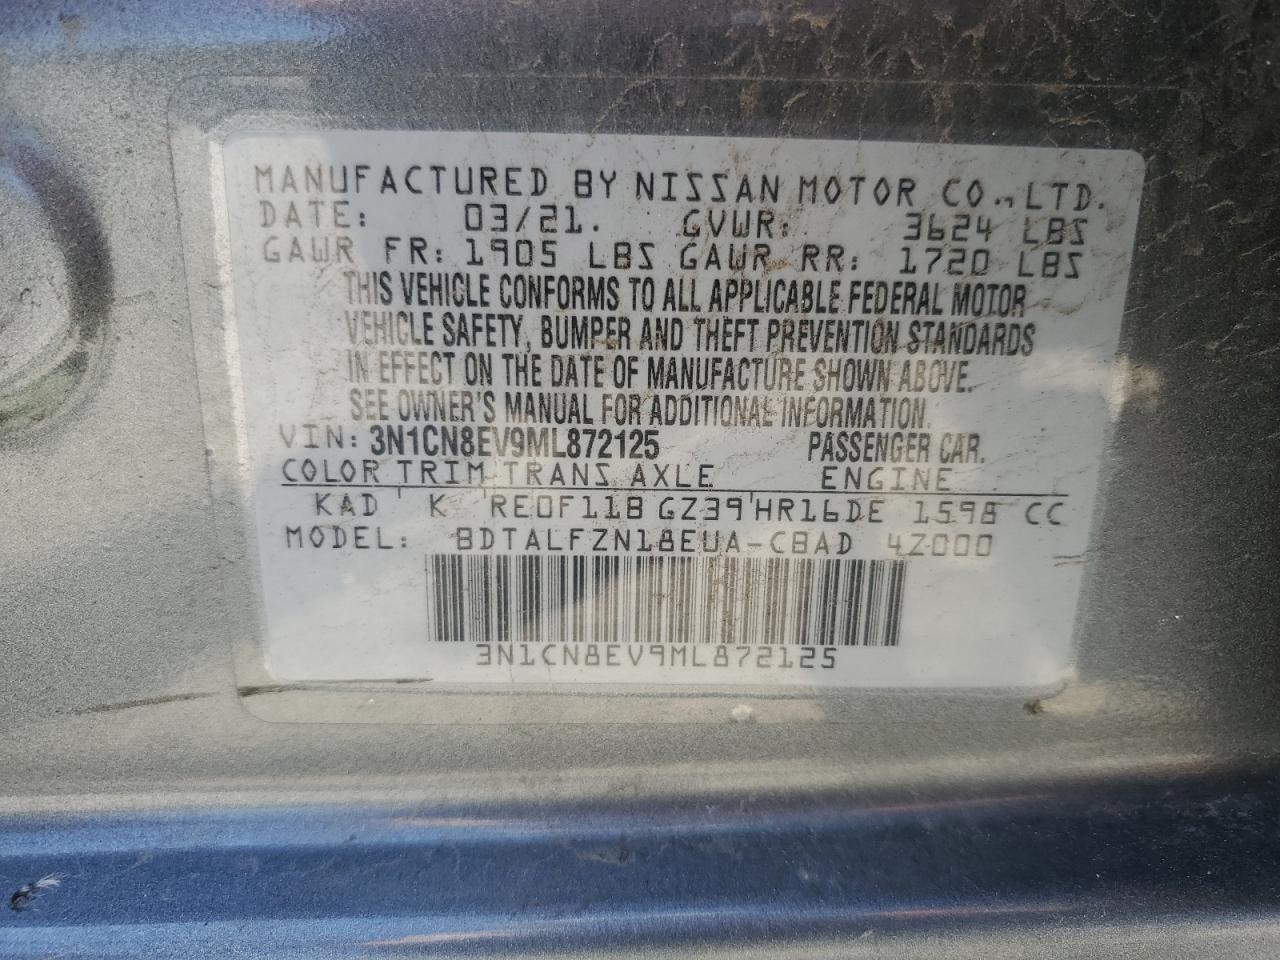 MANUFACTURED BY NISSAN MOTOR CO., LTD.
DATE: 03/21. GVWR: 3624 LBS
GAWR FR: 1905 LBS GAWR RR: 1720 LBS
THIS VEHICLE CONFORMS TO ALL APPLICABLE FEDERAL MOTOR
VEHICLE SAFETY, BUMPER AND THEFT PREVENTION STANDARDS
IN EFFECT ON THE DATE OF MANUFACTURE SHOWN ABOVE.
SEE OWNER'S MANUAL FOR ADDITIONAL INFORMATION.
VIN: 3N1CN8EV9ML872125 PASSENGER CAR.
COLOR TRIM TRANS AXLE ENGINE
KAD K RE0F11B GZ39 HR16DE 1598 CC
MODEL: BDTALFZN18EUA-CBAD 4Z000
3N1CN8EV9ML872125